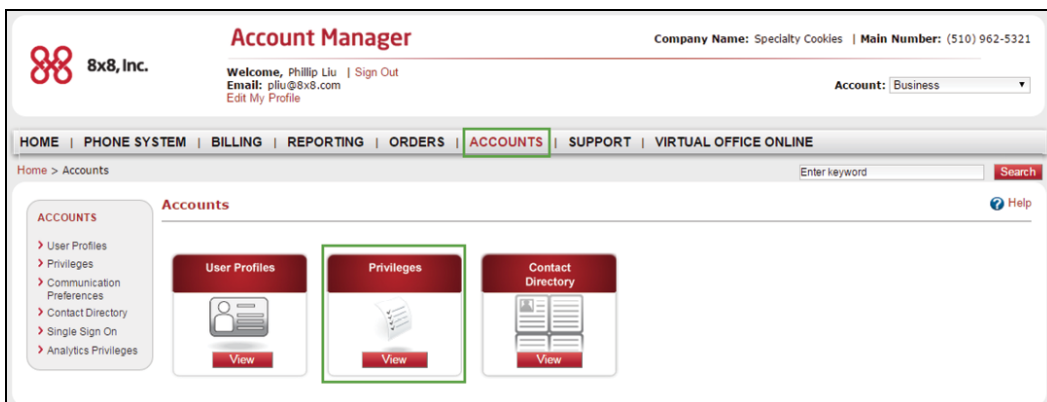 Account Manager
Company Name: Specialty Cookies | Main Number: (510) 962-5321
8x8, Inc.
Welcome, Phillip Liu | Sign Out
Email: pliu@8x8.com
Edit My Profile
Account: Business
HOME | PHONE SYSTEM | BILLING | REPORTING | ORDERS | ACCOUNTS | SUPPORT | VIRTUAL OFFICE ONLINE
Home > Accounts
Enter keyword
Search
ACCOUNTS
User Profiles
Privileges
Communication
Preferences
Contact Directory
Single Sign On
Analytics Privileges
Accounts
Help
User Profiles
View
Privileges
View
Contact
Directory
View